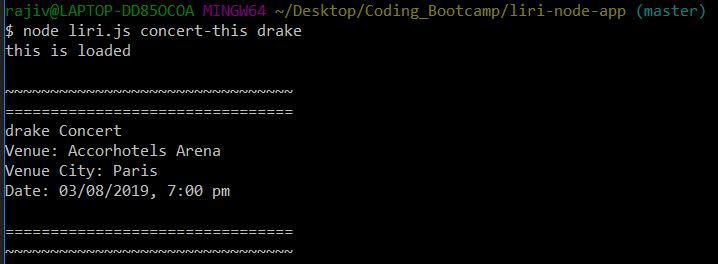 rajiv@LAPTOP-DD85OCOA MINGW64 ~/Desktop/Coding_Bootcamp/liri-node-app (master)
$ node liri.js concert-this drake
this is loaded
~~~~~~~~~~~~~~~~~~~~~~~~~~~~~~~~
================================
drake Concert
Venue: Accorhotels Arena
Venue City: Paris
Date: 03/08/2019, 7:00 pm
================================
~~~~~~~~~~~~~~~~~~~~~~~~~~~~~~~~